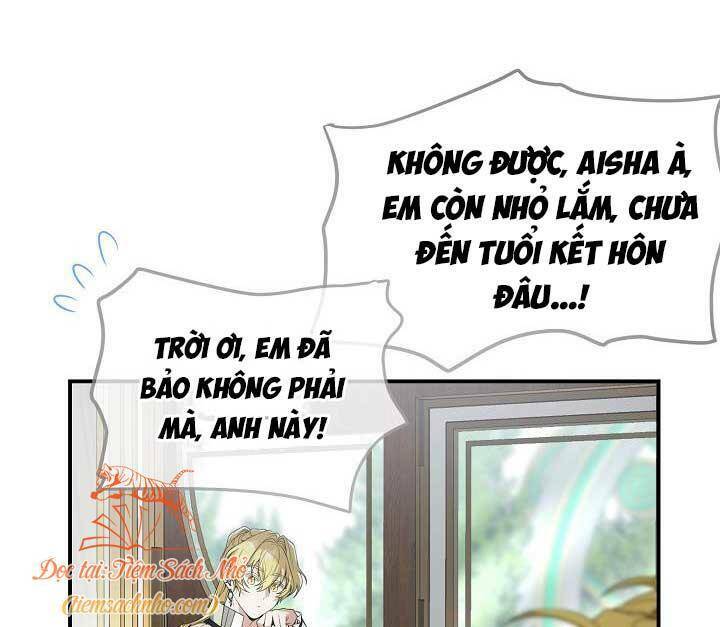 KHÔNG ĐƯỢC, AISHA À,
EM CÒN NHỎ LẮM, CHƯA
ĐẾN TUỔI KẾT HÔN
ĐÂU...!
TRỜI ƠI, EM ĐÃ
BẢO KHÔNG PHẢI
MÀ, ANH NÀY!
Đọc tại: Tiệm Sách Nhỏ
tiemsachnho.com